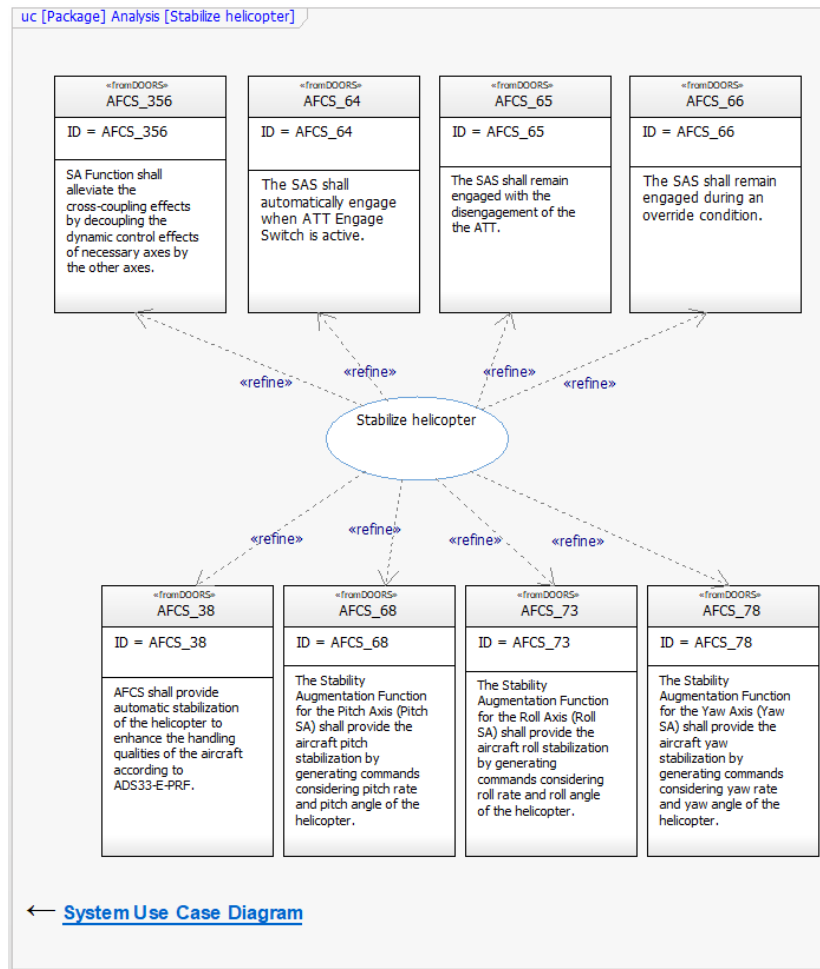 uc [Package] Analysis [Stabilize helicopter]
«fromDOORS»
AFCS_356
ID = AFCS_356
SA Function shall
alleviate the
cross-coupling effects
by decoupling the
dynamic control effects
of necessary axes by
the other axes.
«fromDOORS»
AFCS_64
ID = AFCS_64
The SAS shall
automatically engage
when ATT Engage
Switch is active.
«fromDOORS»
AFCS_65
ID = AFCS_65
The SAS shall remain
engaged with the
disengagement of the
the ATT.
«fromDOORS»
AFCS_66
ID = AFCS_66
The SAS shall remain
engaged during an
override condition.
«refine»
«refine»
«refine»
«refine»
Stabilize helicopter
«refine»
«refine»
«refine»
«refine»
«fromDOORS»
AFCS_38
ID = AFCS_38
AFCS shall provide
automatic stabilization
of the helicopter to
enhance the handling
qualities of the aircraft
according to
ADS33-E-PRF.
«fromDOORS»
AFCS_68
ID = AFCS_68
The Stability
Augmentation Function
for the Pitch Axis (Pitch
SA) shall provide the
aircraft pitch
stabilization by
generating commands
considering pitch rate
and pitch angle of the
helicopter.
«fromDOORS»
AFCS_73
ID = AFCS_73
The Stability
Augmentation Function
for the Roll Axis (Roll
SA) shall provide the
aircraft roll stabilization
by generating
commands considering
roll rate and roll angle
of the helicopter.
«fromDOORS»
AFCS_78
ID = AFCS_78
The Stability
Augmentation Function
for the Yaw Axis (Yaw
SA) shall provide the
aircraft yaw
stabilization by
generating commands
considering yaw rate
and yaw angle of the
helicopter.
← System Use Case Diagram